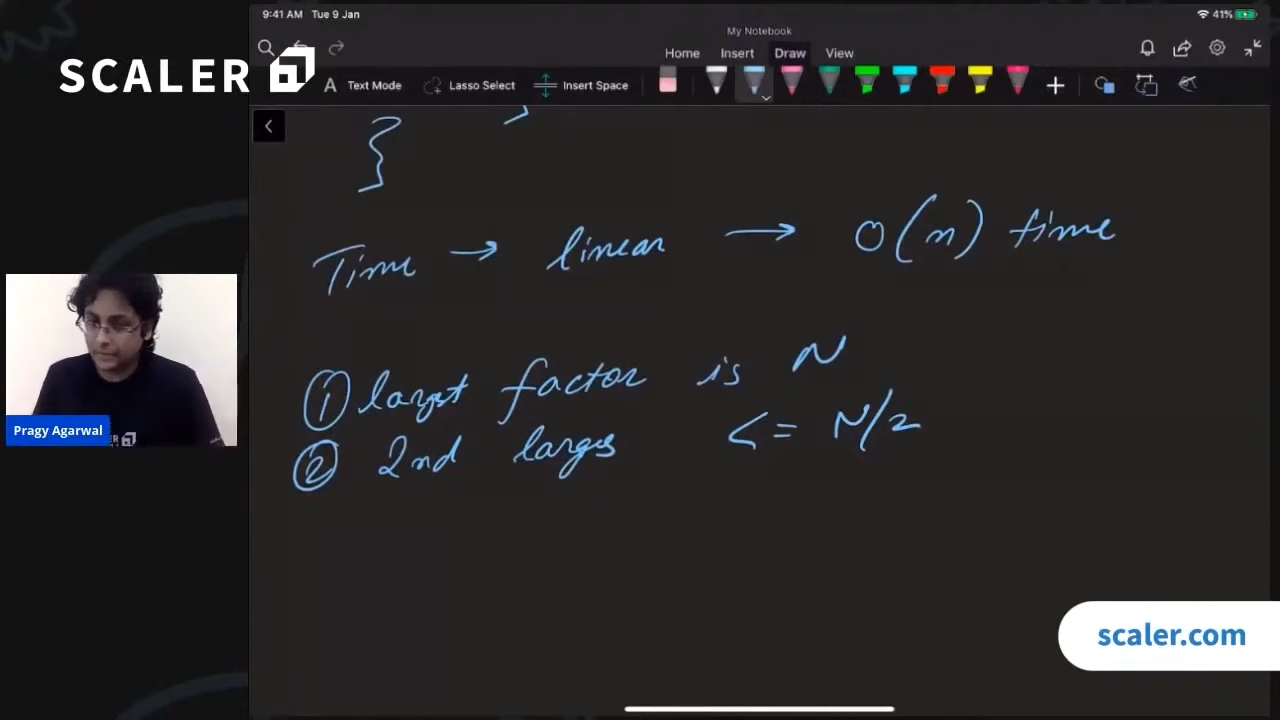 9:41 AM Tue 9 Jan
41%
My Notebook
Home Insert Draw View
SCALER
Text Mode Lasso Select Insert Space
}
Time → linear → O(n) time
① largst factor is N
② 2nd larges <= N/2
Pragy Agarwal
scaler.com